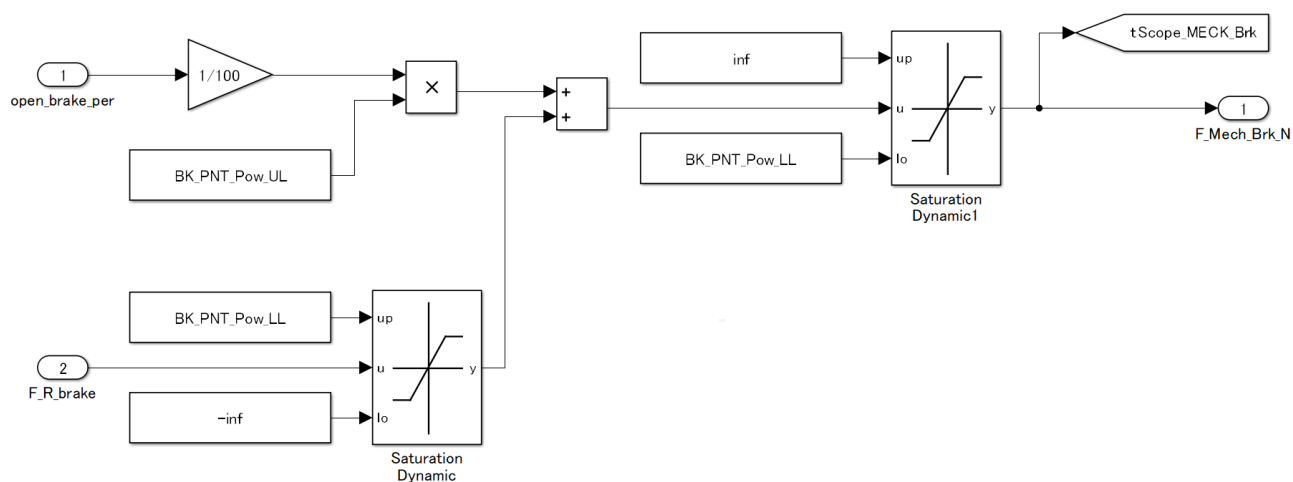 1
open_brake_per
1/100
×
BK_PNT_Pow_UL
+
+
inf
BK_PNT_Pow_LL
up
u
lo
y
Saturation
Dynamic1
tScope_MECK_Brk
1
F_Mech_Brk_N
BK_PNT_Pow_LL
2
F_R_brake
-inf
up
u
lo
y
Saturation
Dynamic